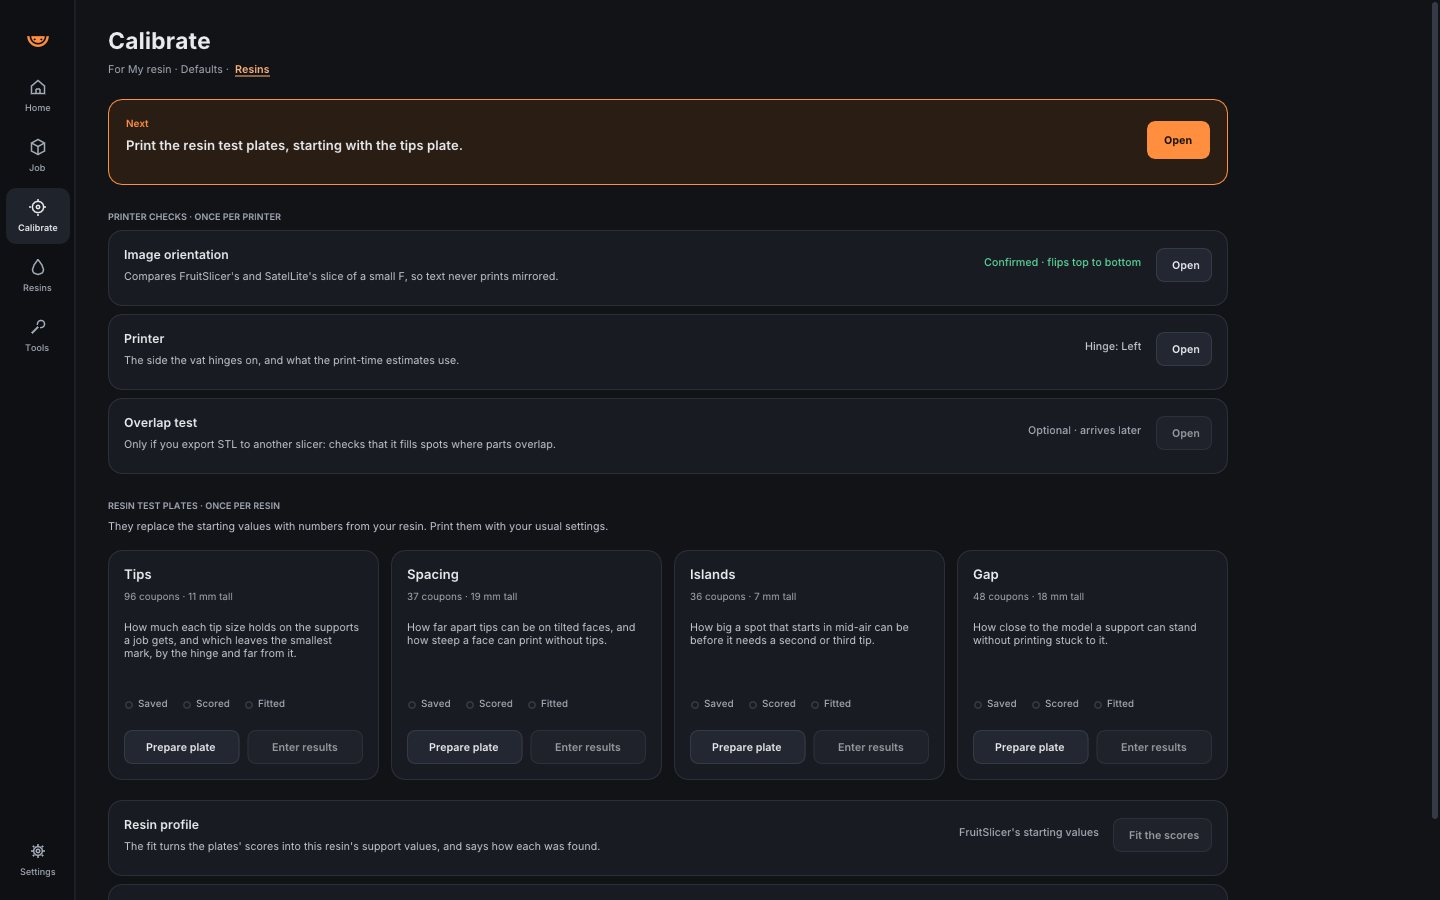 Calibrate
For My resin · Defaults · Resins
Home
Job
Calibrate
Resins
Tools
Settings
Next
Print the resin test plates, starting with the tips plate.
Open
PRINTER CHECKS · ONCE PER PRINTER
Image orientation
Compares FruitSlicer's and SatelLite's slice of a small F, so text never prints mirrored.
Confirmed · flips top to bottom
Open
Printer
The side the vat hinges on, and what the print-time estimates use.
Hinge: Left
Open
Overlap test
Only if you export STL to another slicer: checks that it fills spots where parts overlap.
Optional · arrives later
Open
RESIN TEST PLATES · ONCE PER RESIN
They replace the starting values with numbers from your resin. Print them with your usual settings.
Tips
96 coupons · 11 mm tall
How much each tip size holds on the supports
a job gets, and which leaves the smallest
mark, by the hinge and far from it.
Saved Scored Fitted
Prepare plate Enter results
Spacing
37 coupons · 19 mm tall
How far apart tips can be on tilted faces, and
how steep a face can print without tips.
Saved Scored Fitted
Prepare plate Enter results
Islands
36 coupons · 7 mm tall
How big a spot that starts in mid-air can be
before it needs a second or third tip.
Saved Scored Fitted
Prepare plate Enter results
Gap
48 coupons · 18 mm tall
How close to the model a support can stand
without printing stuck to it.
Saved Scored Fitted
Prepare plate Enter results
Resin profile
The fit turns the plates' scores into this resin's support values, and says how each was found.
FruitSlicer's starting values
Fit the scores